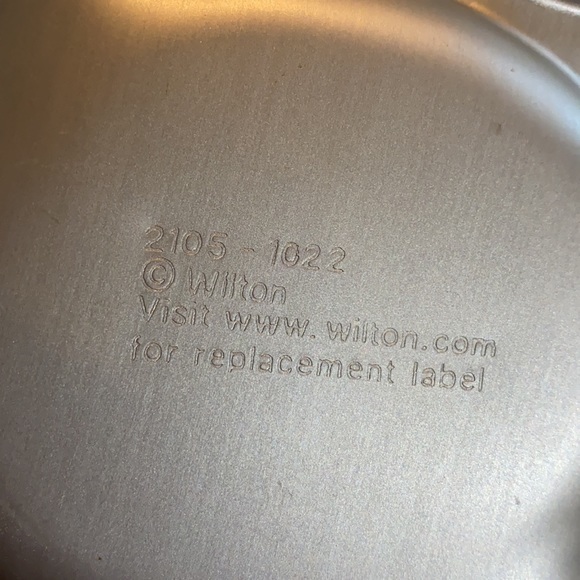 2105 - 1022
© Wilton
Visit www.wilton.com
for replacement label